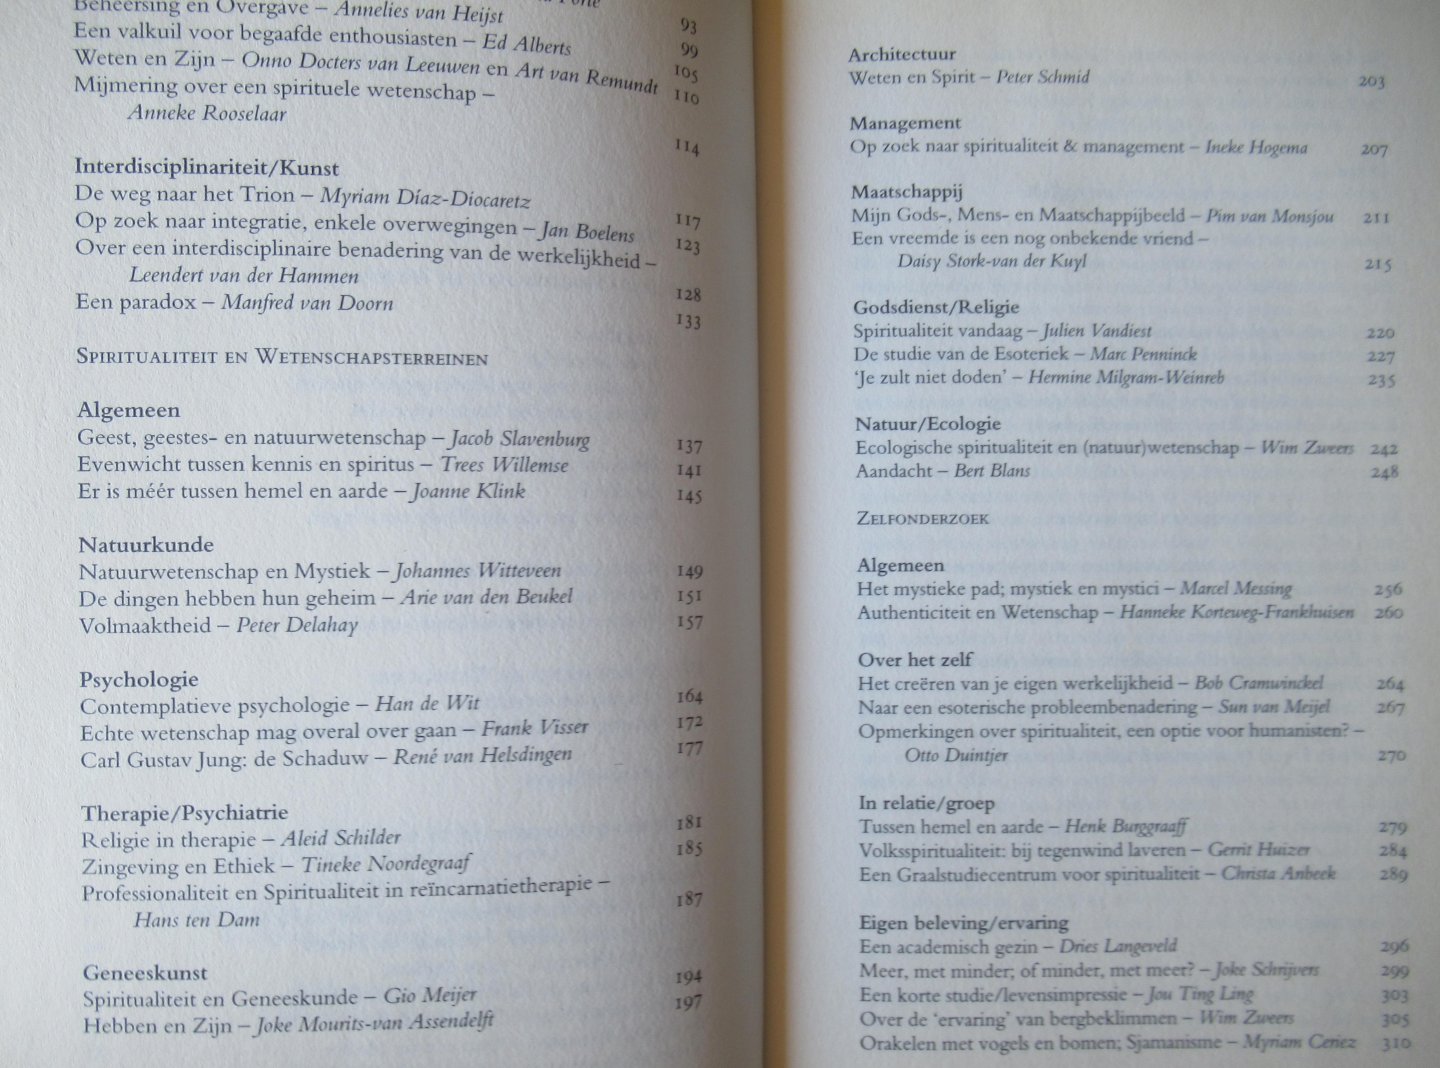 Beheersing en Overgave – Annelies van Heijst 93
Een valkuil voor begaafde enthousiasten – Ed Alberts 99
Weten en Zijn – Onno Docters van Leeuwen en Art van Remundt 105
Mijmering over een spirituele wetenschap – 110
Anneke Rooselaar
114
Interdisciplinariteit/Kunst
De weg naar het Trion – Myriam Díaz-Diocaretz
Op zoek naar integratie, enkele overwegingen – Jan Boelens 117
Over een interdisciplinaire benadering van de werkelijkheid – 123
Leendert van der Hammen
Een paradox – Manfred van Doorn 128
133
SPIRITUALITEIT EN WETENSCHAPSTERREINEN
Algemeen
Geest, geestes- en natuurwetenschap – Jacob Slavenburg 137
Evenwicht tussen kennis en spiritus – Trees Willemse 141
Er is méér tussen hemel en aarde – Joanne Klink 145
Natuurkunde
Natuurwetenschap en Mystiek – Johannes Witteveen 149
De dingen hebben hun geheim – Arie van den Beukel 151
Volmaaktheid – Peter Delahay 157
Psychologie
Contemplatieve psychologie – Han de Wit 164
Echte wetenschap mag overal over gaan – Frank Visser 172
Carl Gustav Jung: de Schaduw – René van Helsdingen 177
Therapie/Psychiatrie
Religie in therapie – Aleid Schilder 181
Zingeving en Ethiek – Tineke Noordegraaf 185
Professionaliteit en Spiritualiteit in reïncarnatietherapie –
Hans ten Dam 187
Geneeskunst
Spiritualiteit en Geneeskunde – Gio Meijer 194
Hebben en Zijn – Joke Mourits-van Assendelft 197
Architectuur
Weten en Spirit – Peter Schmid 203
Management
Op zoek naar spiritualiteit & management – Ineke Hogema 207
Maatschappij
Mijn Gods-, Mens- en Maatschappijbeeld – Pim van Monsjou 211
Een vreemde is een nog onbekende vriend –
Daisy Stork-van der Kuyl 215
Godsdienst/Religie
Spiritualiteit vandaag – Julien Vandiest 220
De studie van de Esoteriek – Marc Penninck 227
‘Je zult niet doden’ – Hermine Milgram-Weinreb 235
Natuur/Ecologie
Ecologische spiritualiteit en (natuur)wetenschap – Wim Zweers 242
Aandacht – Bert Blans 248
ZELFONDERZOEK
Algemeen
Het mystieke pad; mystiek en mystici – Marcel Messing 256
Authenticiteit en Wetenschap – Hanneke Korteweg-Frankhuisen 260
Over het zelf
Het creëren van je eigen werkelijkheid – Bob Cramwinckel 264
Naar een esoterische probleembenadering – Sun van Meijel 267
Opmerkingen over spiritualiteit, een optie voor humanisten? –
Otto Duintjer 270
In relatie/groep
Tussen hemel en aarde – Henk Burggraaff 279
Volksspiritualiteit: bij tegenwind laveren – Gerrit Huizer 284
Een Graalstudiecentrum voor spiritualiteit – Christa Anbeek 289
Eigen beleving/ervaring
Een academisch gezin – Dries Langeveld 296
Meer, met minder; of minder, met meer? – Joke Schrijvers 299
Een korte studie/levensimpressie – Jou Ting Ling 303
Over de ‘ervaring’ van bergbeklimmen – Wim Zweers 305
Orakelen met vogels en bomen; Sjamanisme – Myriam Ceriez 310